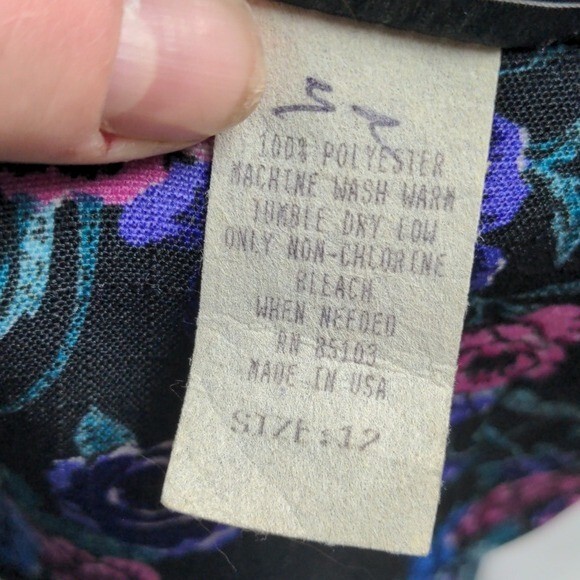 100% POLYESTER
MACHINE WASH WARM
TUMBLE DRY LOW
ONLY NON-CHLORINE
BLEACH
WHEN NEEDED
RN 85103
MADE IN USA
SIZE:12